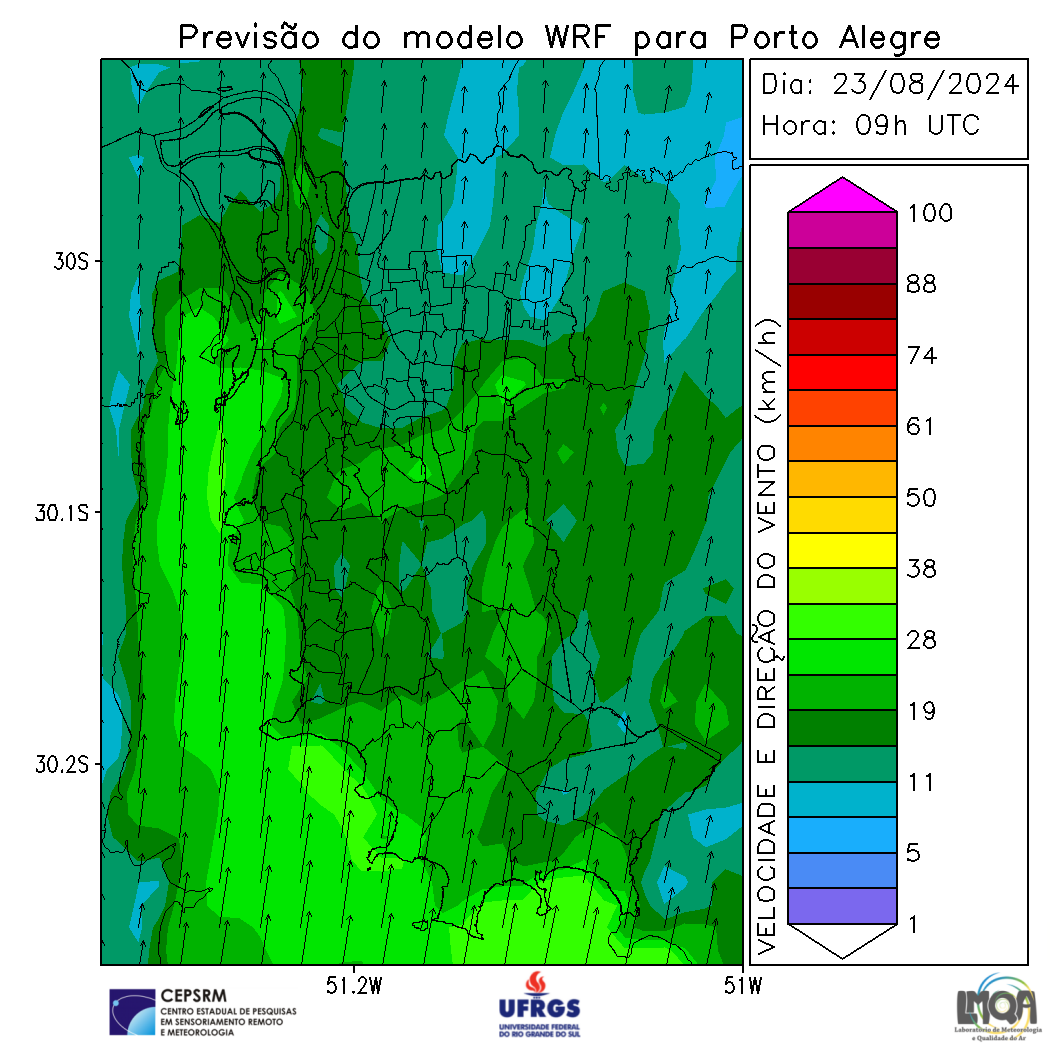 Previsão do modelo WRF para Porto Alegre
Dia: 23/08/2024
Hora: 09h UTC
30S
30.1S
30.2S
51.2W
51W
VELOCIDADE E DIREÇÃO DO VENTO (km/h)
100
88
74
61
50
38
28
19
11
5
1
CEPSRM
CENTRO ESTADUAL DE PESQUISAS
EM SENSORIAMENTO REMOTO
E METEOROLOGIA
UFRGS
UNIVERSIDADE FEDERAL
DO RIO GRANDE DO SUL
LMQA
Laboratório de Meteorologia
e Qualidade do Ar